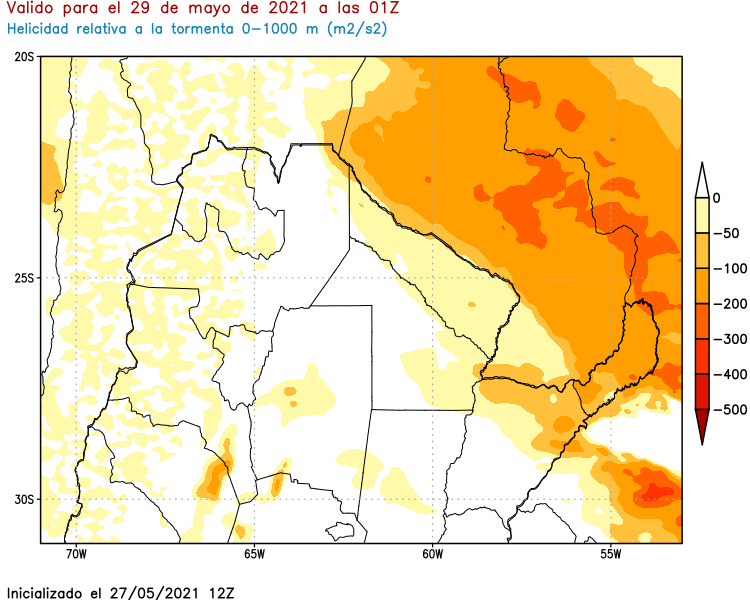 Valido para el 29 de mayo de 2021 a las 01Z
Helicidad relativa a la tormenta 0-1000 m (m2/s2)
20S
25S
30S
70W
65W
60W
55W
0
-50
-100
-200
-300
-400
-500
Inicializado el 27/05/2021 12Z